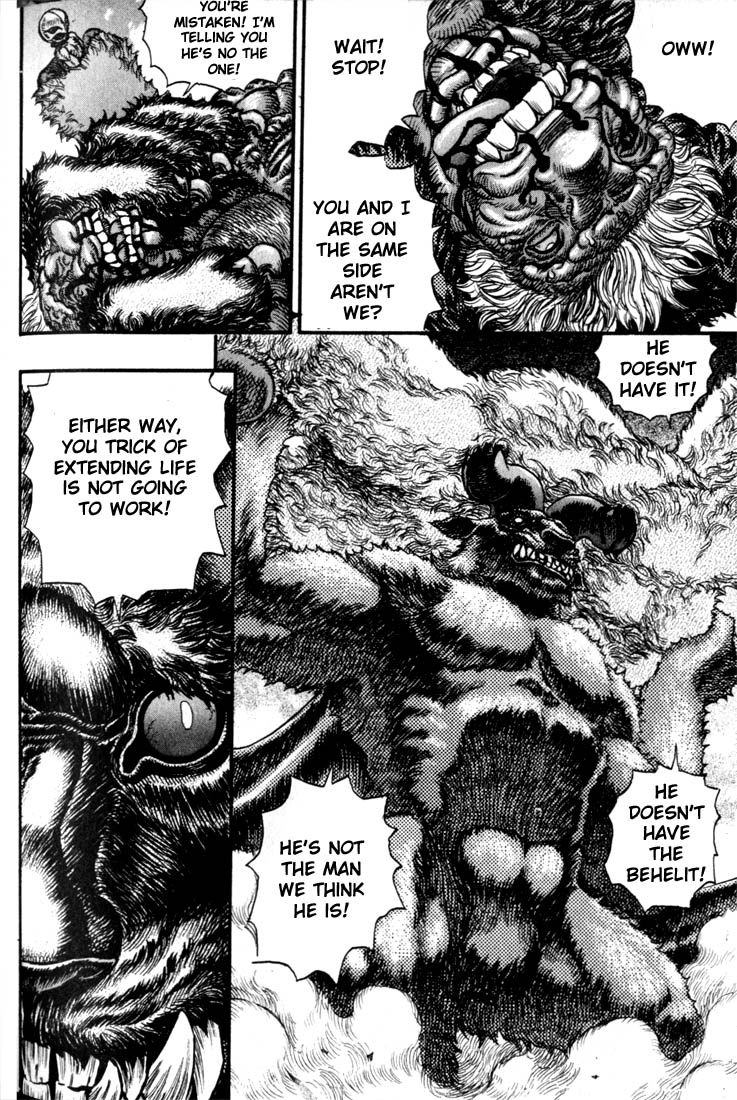 OWW!
WAIT!
STOP!
YOU AND I
ARE ON
THE SAME
SIDE
AREN'T
WE?
YOU'RE
MISTAKEN! I'M
TELLING YOU
HE'S NO THE
ONE!
HE
DOESN'T
HAVE IT!
HE
DOESN'T
HAVE
THE
BEHELIT!
HE'S NOT
THE MAN
WE THINK
HE IS!
EITHER WAY,
YOU TRICK OF
EXTENDING LIFE
IS NOT GOING
TO WORK!